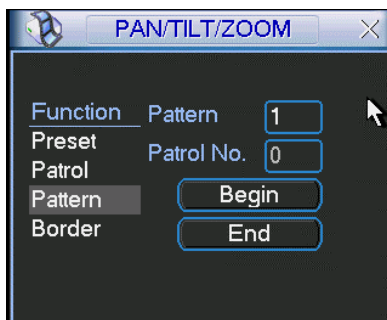 PAN/TILT/ZOOM
Function
Pattern 1
Preset
Patrol No. 0
Patrol
Pattern
Begin
Border
End